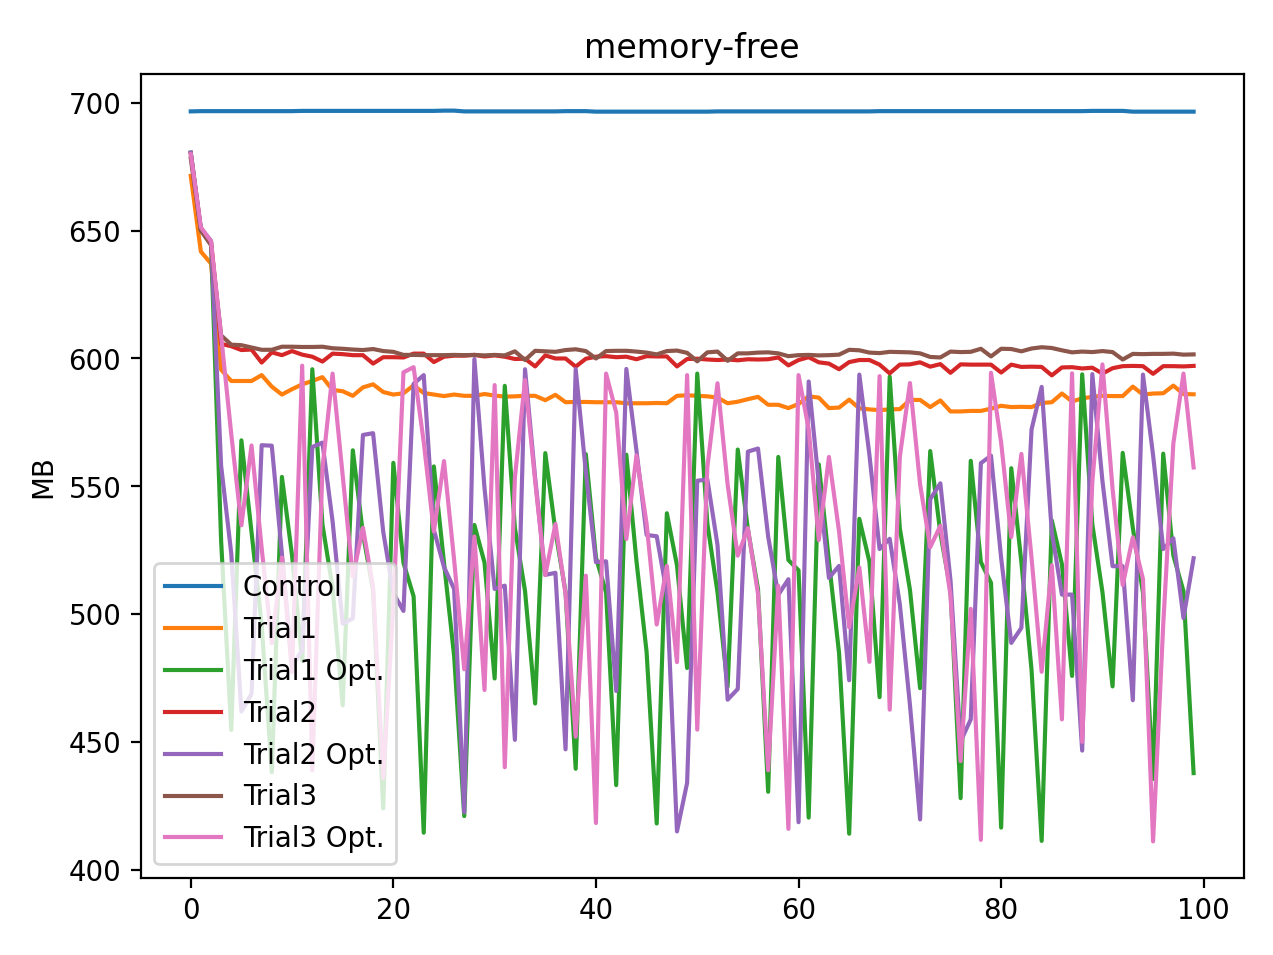 memory-free
MB
700
650
600
550
500
450
400
Control
Trial1
Trial1 Opt.
Trial2
Trial2 Opt.
Trial3
Trial3 Opt.
0 20 40 60 80 100